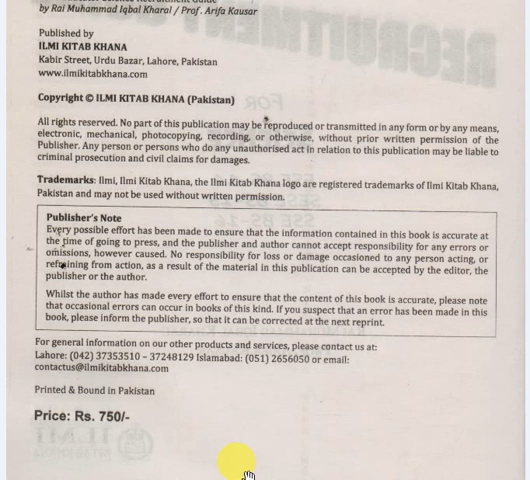 by Rai Muhammad Iqbal Kharal / Prof. Arifa Kausar
Published by
ILMI KITAB KHANA
Kabir Street, Urdu Bazar, Lahore, Pakistan
www.ilmikitabkhana.com
Copyright © ILMI KITAB KHANA (Pakistan)
All rights reserved. No part of this publication may be reproduced or transmitted in any form or by any means,
electronic, mechanical, photocopying, recording, or otherwise, without prior written permission of the
Publisher. Any person or persons who do any unauthorised act in relation to this publication may be liable to
criminal prosecution and civil claims for damages.
Trademarks: Ilmi, Ilmi Kitab Khana, the Ilmi Kitab Khana logo are registered trademarks of Ilmi Kitab Khana,
Pakistan and may not be used without written permission.
Publisher's Note
Every possible effort has been made to ensure that the information contained in this book is accurate at
the time of going to press, and the publisher and author cannot accept responsibility for any errors or
omissions, however caused. No responsibility for loss or damage occasioned to any person acting, or
refraining from action, as a result of the material in this publication can be accepted by the editor, the
publisher or the author.
Whilst the author has made every effort to ensure that the content of this book is accurate, please note
that occasional errors can occur in books of this kind. If you suspect that an error has been made in this
book, please inform the publisher, so that it can be corrected at the next reprint.
For general information on our other products and services, please contact us at:
Lahore: (042) 37353510 – 37248129 Islamabad: (051) 2656050 or email:
contactus@ilmikitabkhana.com
Printed & Bound in Pakistan
Price: Rs. 750/-